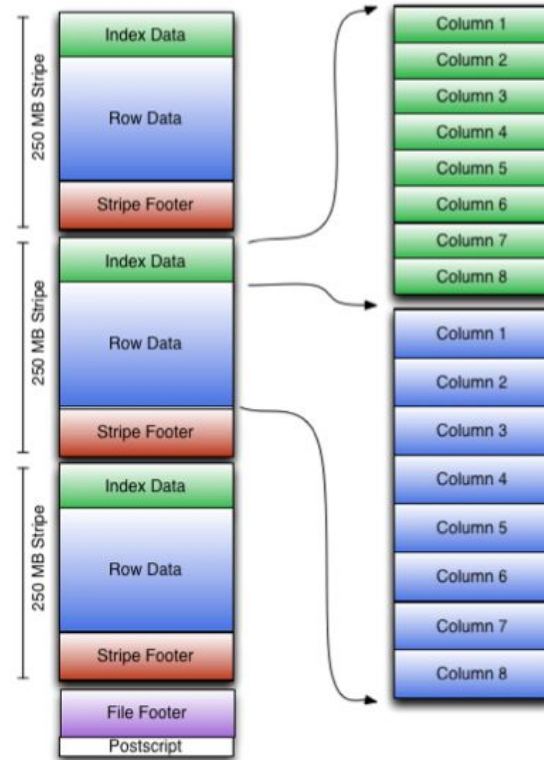 250 MB Stripe
Index Data
Row Data
Stripe Footer
250 MB Stripe
Index Data
Row Data
Stripe Footer
250 MB Stripe
Index Data
Row Data
Stripe Footer
File Footer
Postscript
Column 1
Column 2
Column 3
Column 4
Column 5
Column 6
Column 7
Column 8
Column 1
Column 2
Column 3
Column 4
Column 5
Column 6
Column 7
Column 8